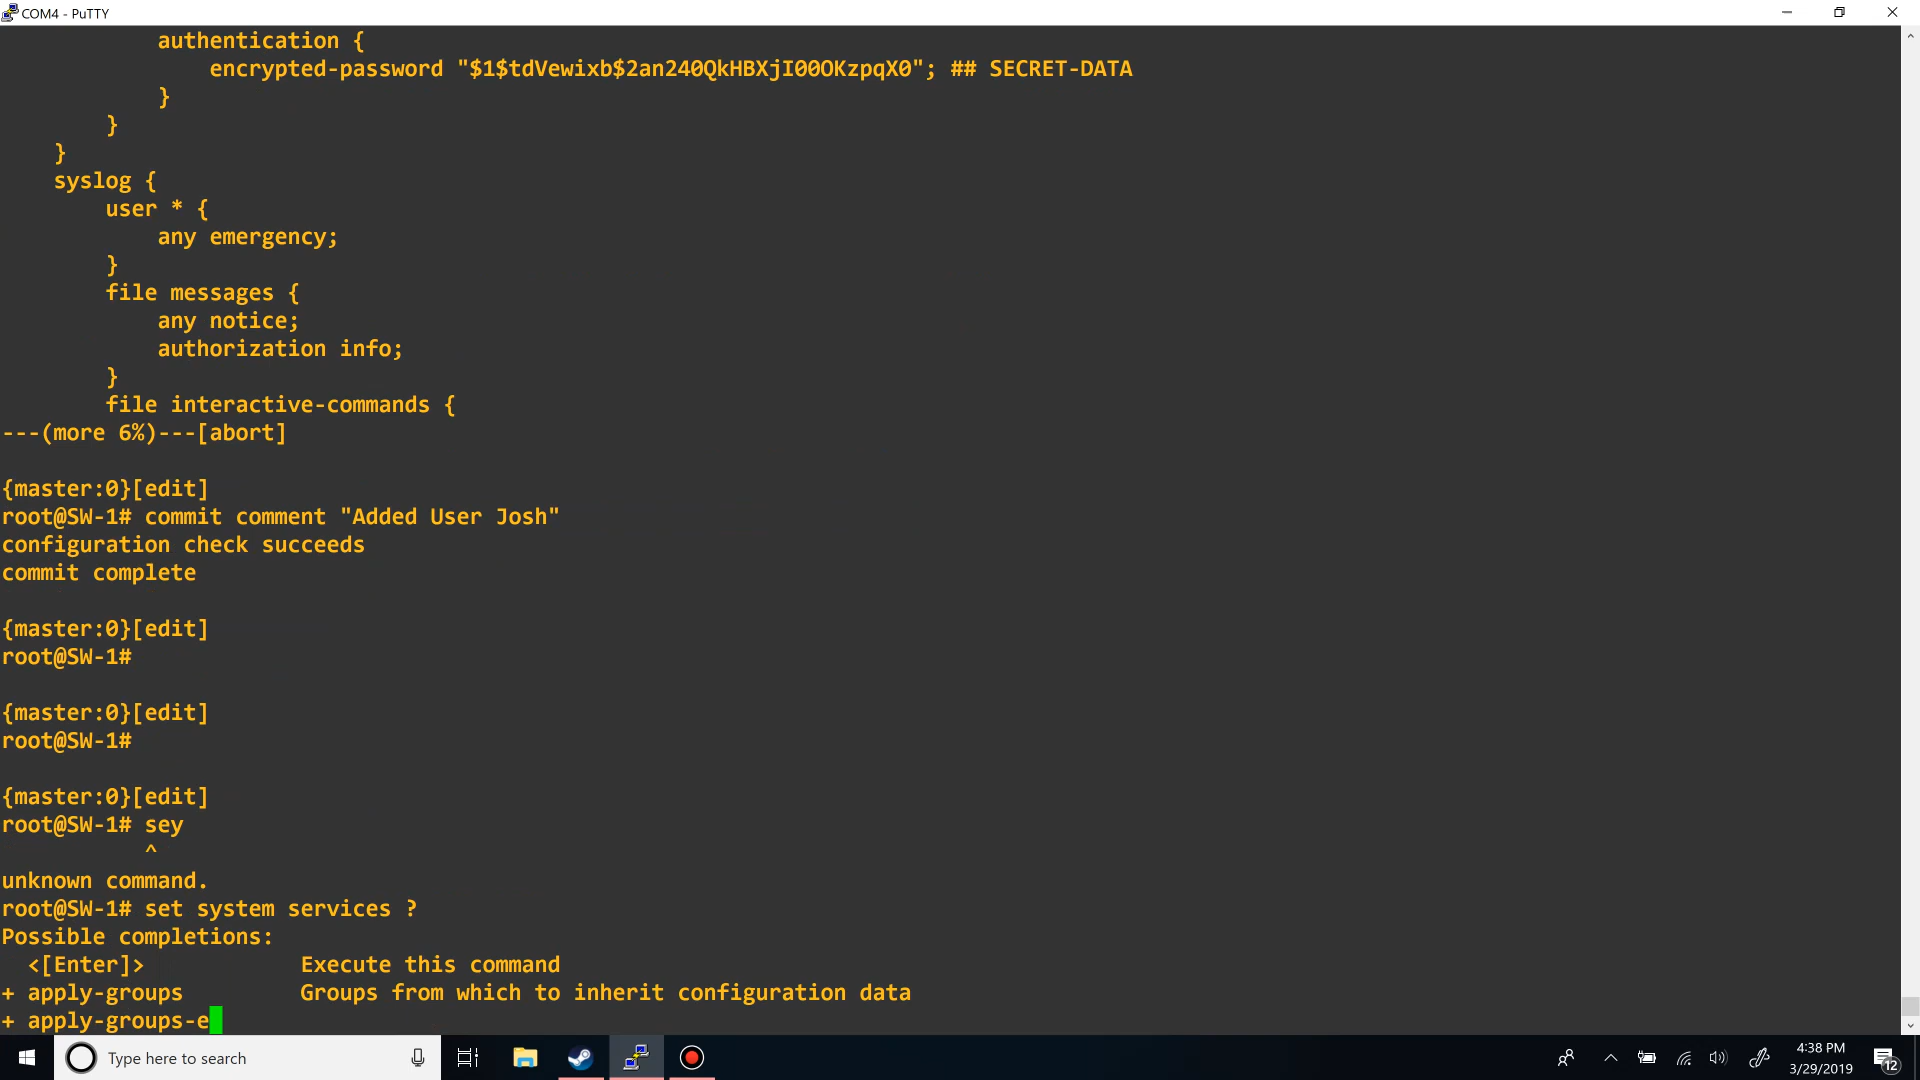 COM4 - PuTTY
authentication {
encrypted-password "$1$tdVewixb$2an240QkHBXjI00OKzpqX0"; ## SECRET-DATA
}
}
}
syslog {
user * {
any emergency;
}
file messages {
any notice;
authorization info;
}
file interactive-commands {
---(more 6%)---[abort]
{master:0}[edit]
root@SW-1# commit comment "Added User Josh"
configuration check succeeds
commit complete
{master:0}[edit]
root@SW-1#
{master:0}[edit]
root@SW-1#
{master:0}[edit]
root@SW-1# sey
^
unknown command.
root@SW-1# set system services ?
Possible completions:
<[Enter]> Execute this command
+ apply-groups Groups from which to inherit configuration data
+ apply-groups-e
Type here to search
4:38 PM
3/29/2019
12